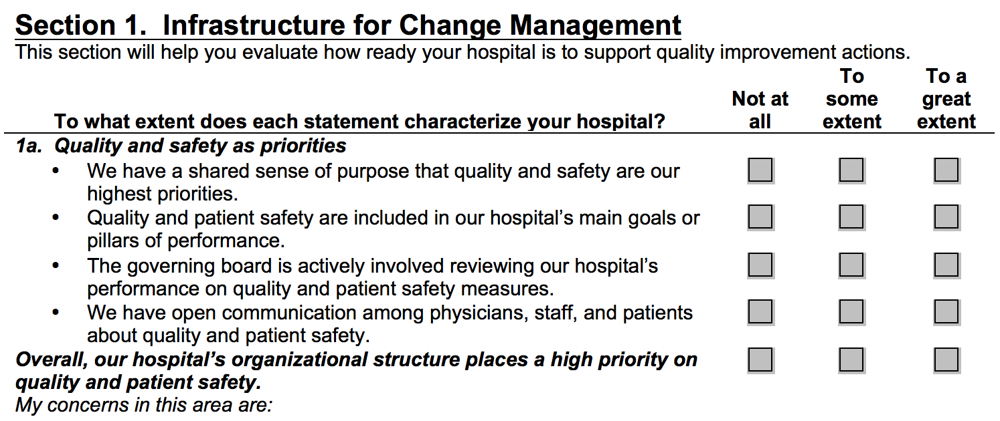 Section 1.  Infrastructure for Change Management
This section will help you evaluate how ready your hospital is to support quality improvement actions.
To what extent does each statement characterize your hospital?
Not at
all
To
some
extent
To a
great
extent
1a.  Quality and safety as priorities
• We have a shared sense of purpose that quality and safety are our
highest priorities.
• Quality and patient safety are included in our hospital’s main goals or
pillars of performance.
• The governing board is actively involved reviewing our hospital’s
performance on quality and patient safety measures.
• We have open communication among physicians, staff, and patients
about quality and patient safety.
Overall, our hospital’s organizational structure places a high priority on
quality and patient safety.
My concerns in this area are: